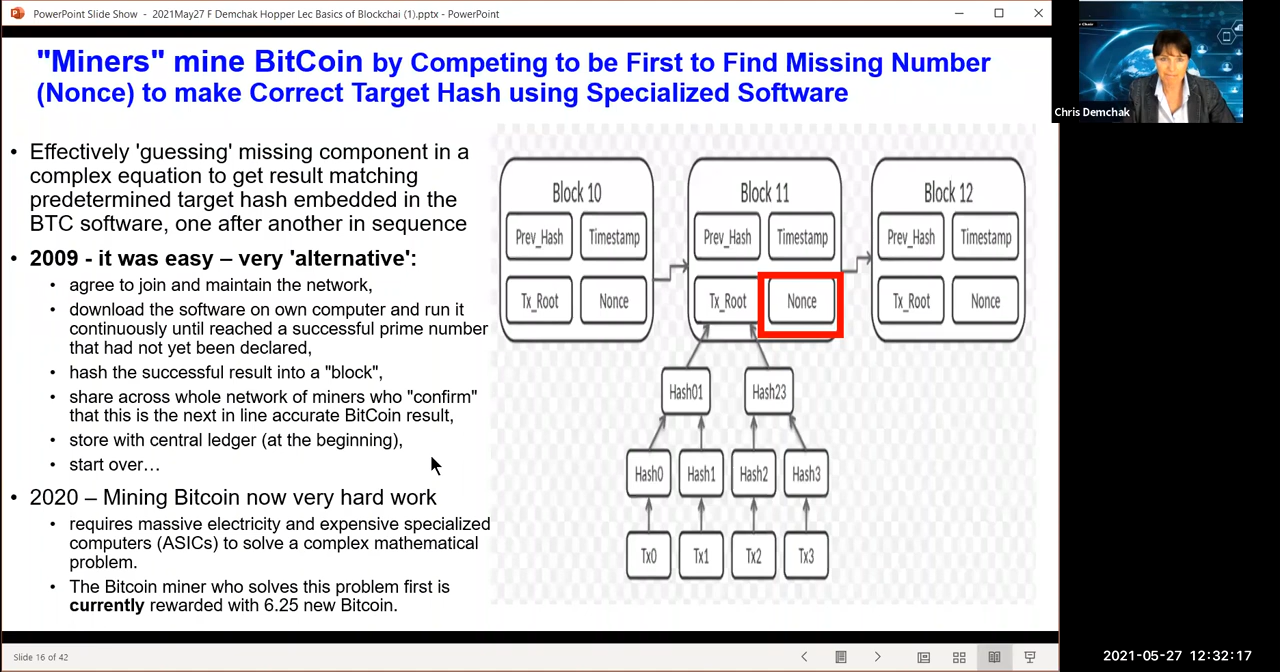 PowerPoint Slide Show - 2021May27 F Demchak Hopper Lec Basics of Blockchai (1).pptx - PowerPoint
"Miners" mine BitCoin by Competing to be First to Find Missing Number
(Nonce) to make Correct Target Hash using Specialized Software
Chris Demchak
• Effectively 'guessing' missing component in a
complex equation to get result matching
predetermined target hash embedded in the
BTC software, one after another in sequence
• 2009 - it was easy – very 'alternative':
• agree to join and maintain the network,
• download the software on own computer and run it
continuously until reached a successful prime number
that had not yet been declared,
• hash the successful result into a "block",
• share across whole network of miners who "confirm"
that this is the next in line accurate BitCoin result,
• store with central ledger (at the beginning),
• start over…
• 2020 – Mining Bitcoin now very hard work
• requires massive electricity and expensive specialized
computers (ASICs) to solve a complex mathematical
problem.
• The Bitcoin miner who solves this problem first is
currently rewarded with 6.25 new Bitcoin.
Block 10
Prev_Hash Timestamp
Tx_Root Nonce
Block 11
Prev_Hash Timestamp
Tx_Root Nonce
Block 12
Prev_Hash Timestamp
Tx_Root Nonce
Hash01 Hash23
Hash0 Hash1 Hash2 Hash3
Tx0 Tx1 Tx2 Tx3
Slide 16 of 42
2021-05-27 12:32:17